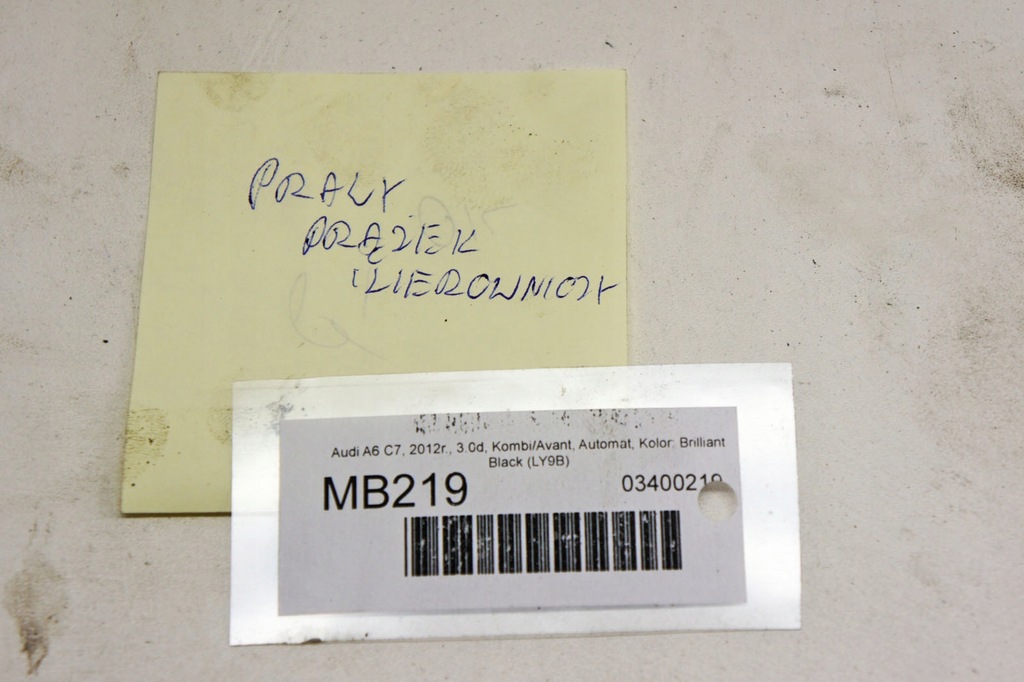 PRAWY
PRĄŻEK
KIEROWNICY
Audi A6 C7, 2012r., 3.0d, Kombi/Avant, Automat, Kolor: Brilliant
Black (LY9B)
MB219
03400219